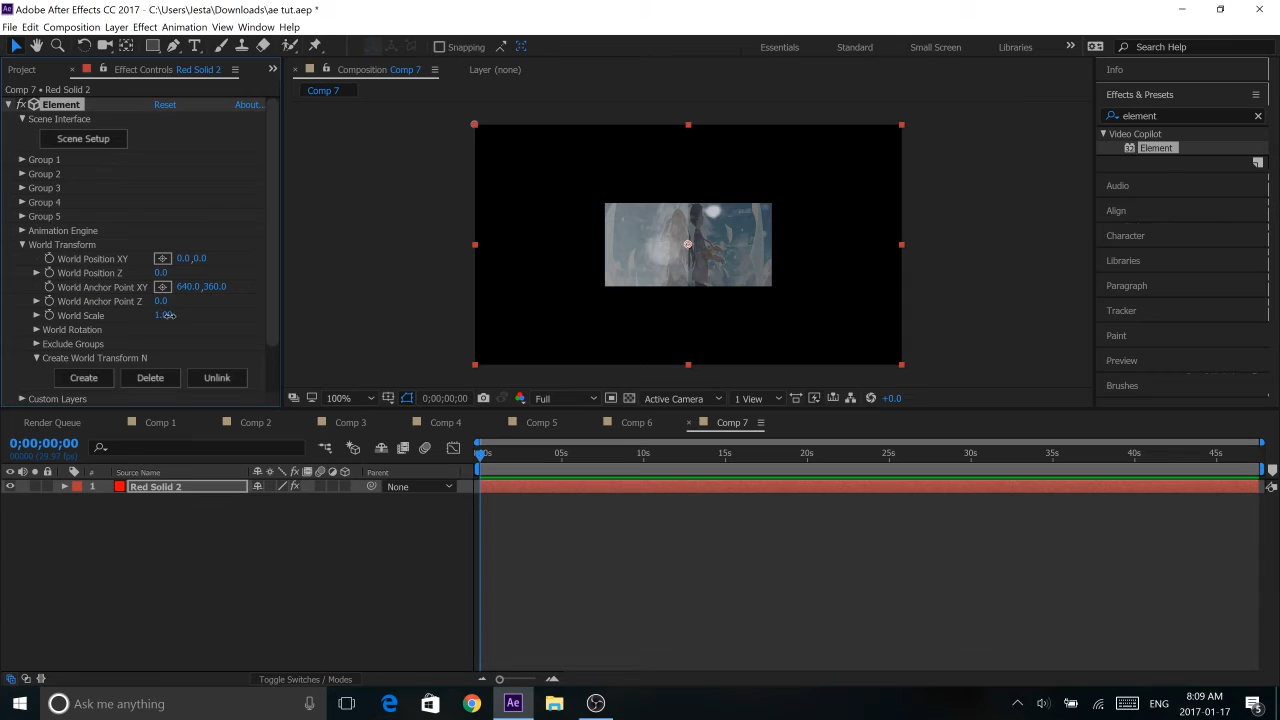 Adobe After Effects CC 2017 - C:\Users\Jesta\Downloads\ae tut.aep *
File Edit Composition Layer Effect Animation View Window Help
Snapping
Essentials Standard Small Screen Libraries Search Help
Project Effect Controls Red Solid 2 Composition Comp 7 Layer (none) Info
Comp 7 • Red Solid 2 Comp 7 Effects & Presets
fx Element Reset About... element
Scene Interface
Scene Setup
Video Copilot
32 Element
Group 1
Group 2
Group 3
Group 4
Group 5
Animation Engine
World Transform
World Position XY 0.0,0.0
World Position Z 0.0
World Anchor Point XY 640.0,360.0
World Anchor Point Z 0.0
World Scale
World Rotation
Exclude Groups
Create World Transform N
Create Delete Unlink
Custom Layers
Audio
Align
Character
Libraries
Paragraph
Tracker
Paint
Preview
Brushes
100% 0;00;00;00 Full Active Camera 1 View +0.0
Render Queue Comp 1 Comp 2 Comp 3 Comp 4 Comp 5 Comp 6 Comp 7
0;00;00;00
00000 (29.97 fps)
05s 10s 15s 20s 25s 30s 35s 40s 45s
# Source Name fx Parent
1 Red Solid 2 fx None
Toggle Switches / Modes
Ask me anything Ae ENG 8:09 AM
2017-01-17